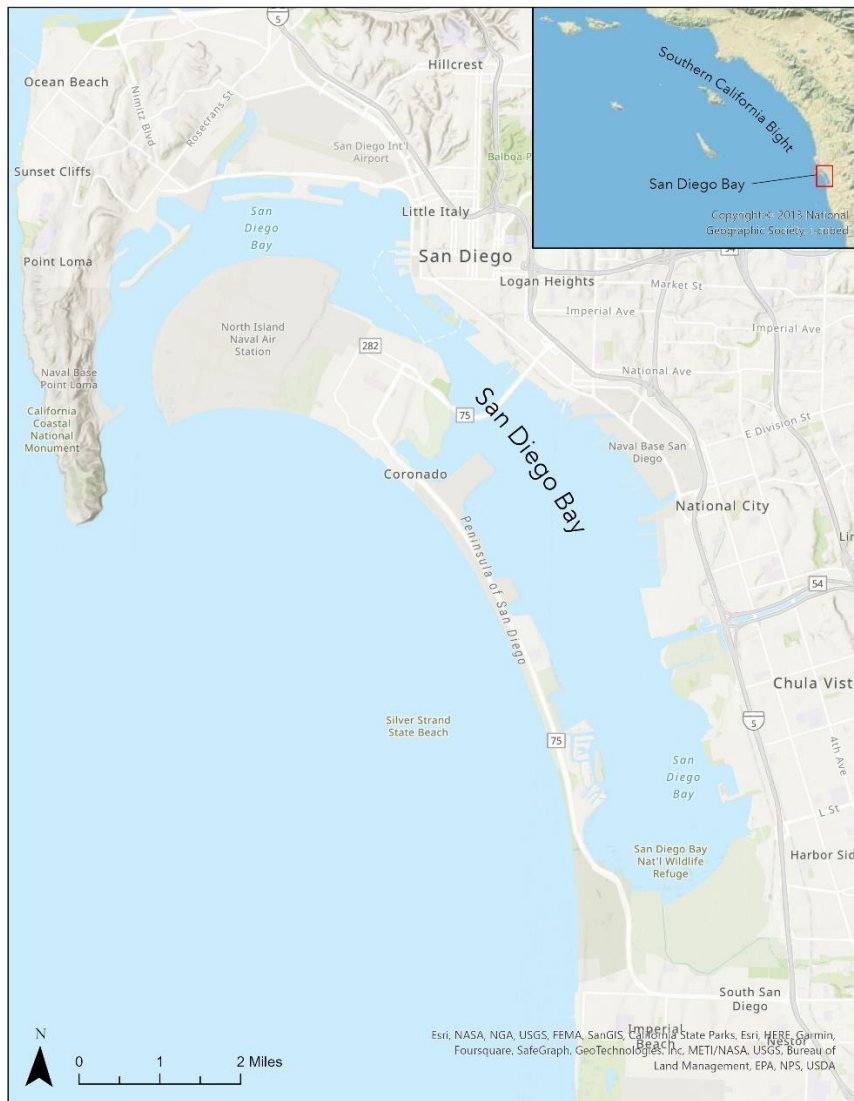 5
Ocean Beach
Hillcrest
Nimitz Blvd
Rosecrans St
San Diego Int'l
Airport
Balboa P
Sunset Cliffs
Little Italy
San
Diego
Bay
San Diego
Point Loma
Logan Heights
54
Market St
Imperial Ave
Imperial Ave
North Island
Naval Air
Station
282
National Ave
Naval Base
Point Loma
75
San Diego Bay
California
Coastal
National
Monument
E Division St
Naval Base San
Diego
Coronado
National City
Peninsula of San Diego
Lin
54
Chula Vist
Silver Strand
State Beach
5
75
4th Ave
San
Diego
Bay
L St
San Diego Bay
Nat'l Wildlife
Refuge
Harbor Sid
South San
Diego
Imperial
Beach
Nestor
N
0 1 2 Miles
Esri, NASA, NGA, USGS, FEMA, SanGIS, California State Parks, Esri, HERE, Garmin,
Foursquare, SafeGraph, GeoTechnologies, Inc, METI/NASA, USGS, Bureau of
Land Management, EPA, NPS, USDA
Southern California Bight
San Diego Bay
Copyright:© 2013 National
Geographic Society, i-cubed